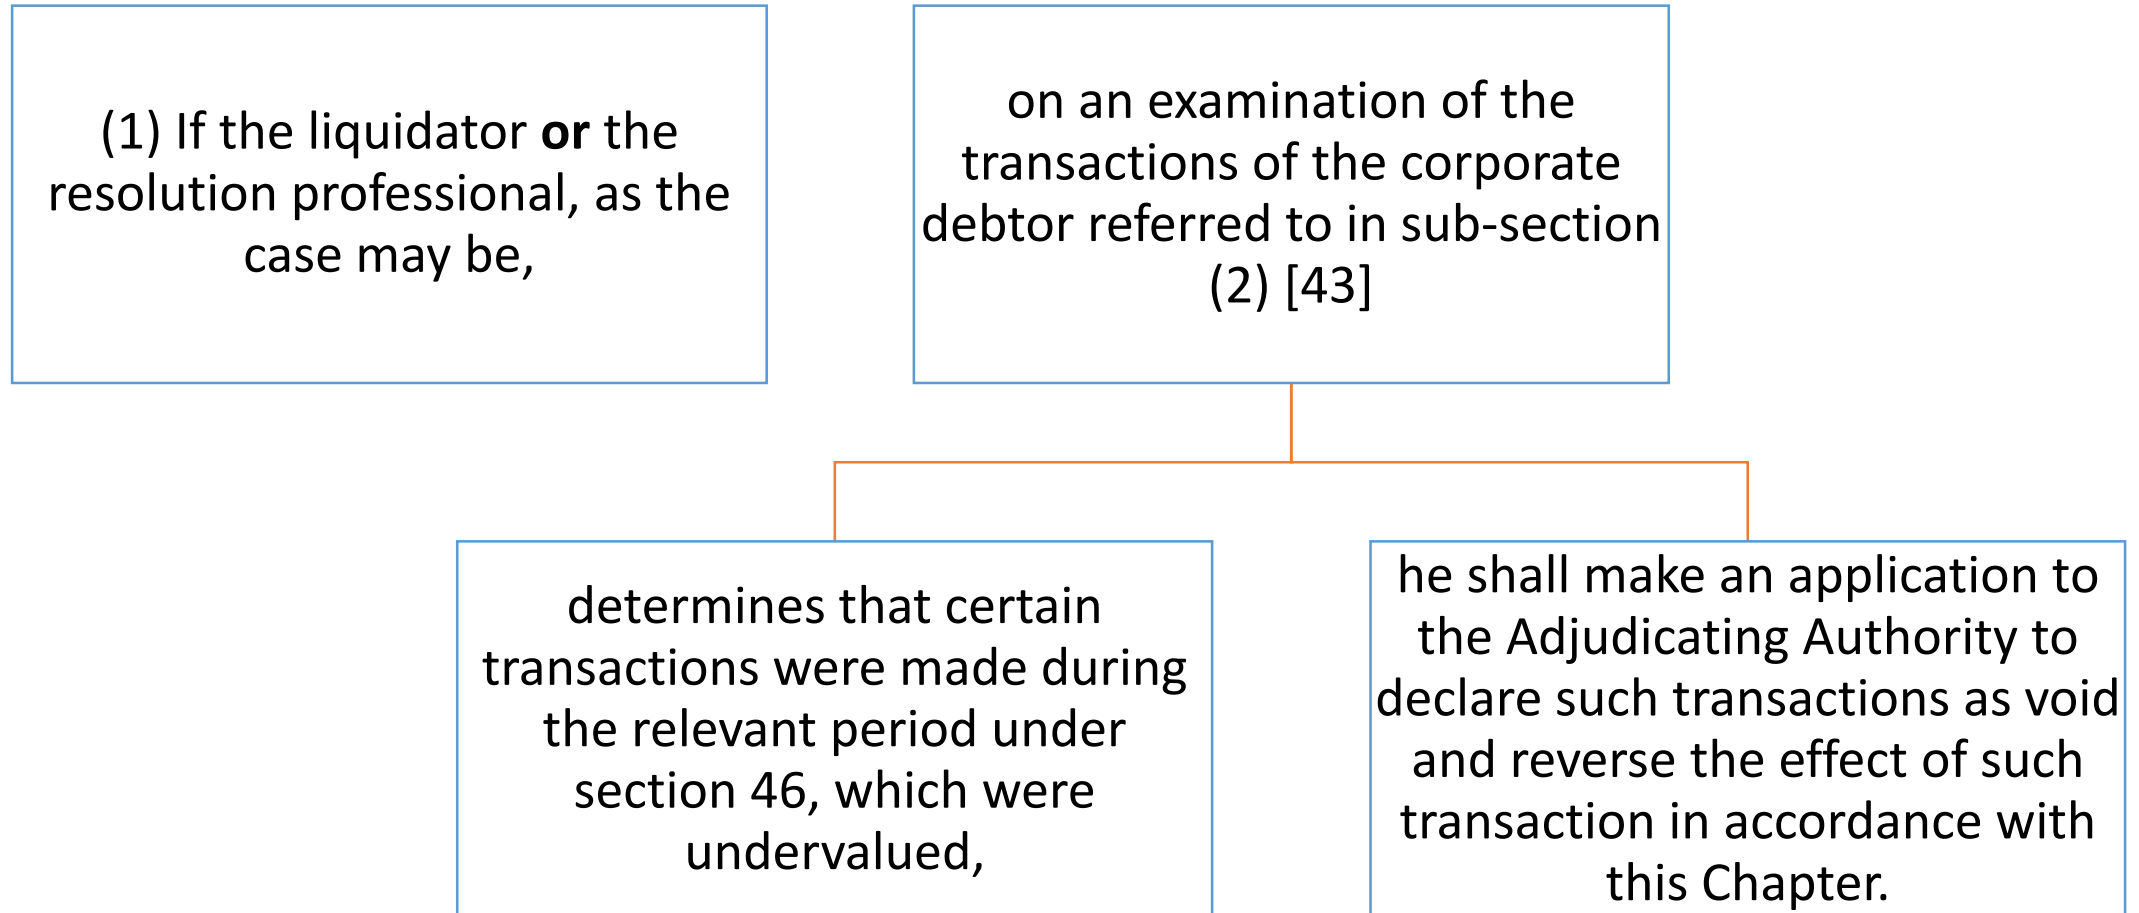 (1) If the liquidator or the
resolution professional, as the
case may be,
on an examination of the
transactions of the corporate
debtor referred to in sub-section
(2) [43]
determines that certain
transactions were made during
the relevant period under
section 46, which were
undervalued,
he shall make an application to
the Adjudicating Authority to
declare such transactions as void
and reverse the effect of such
transaction in accordance with
this Chapter.